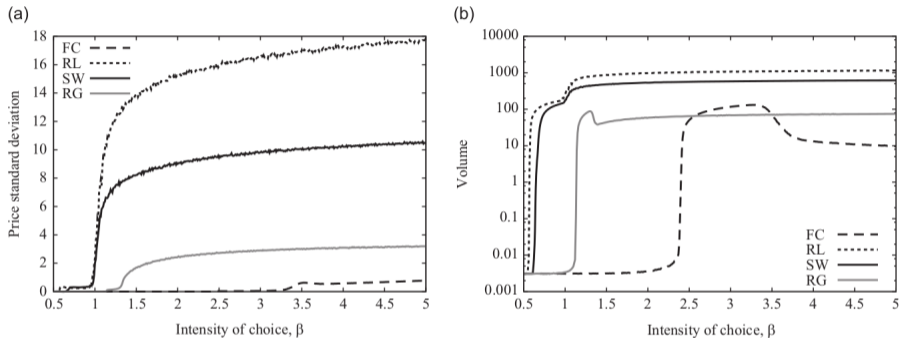 (a)
18
16
14
12
10
8
6
4
2
0
Price standard deviation
FC
RL
SW
RG
0.5 1 1.5 2 2.5 3 3.5 4 4.5 5
Intensity of choice, β
(b)
10000
1000
100
10
1
0.1
0.01
0.001
Volume
FC
RL
SW
RG
0.5 1 1.5 2 2.5 3 3.5 4 4.5 5
Intensity of choice, β